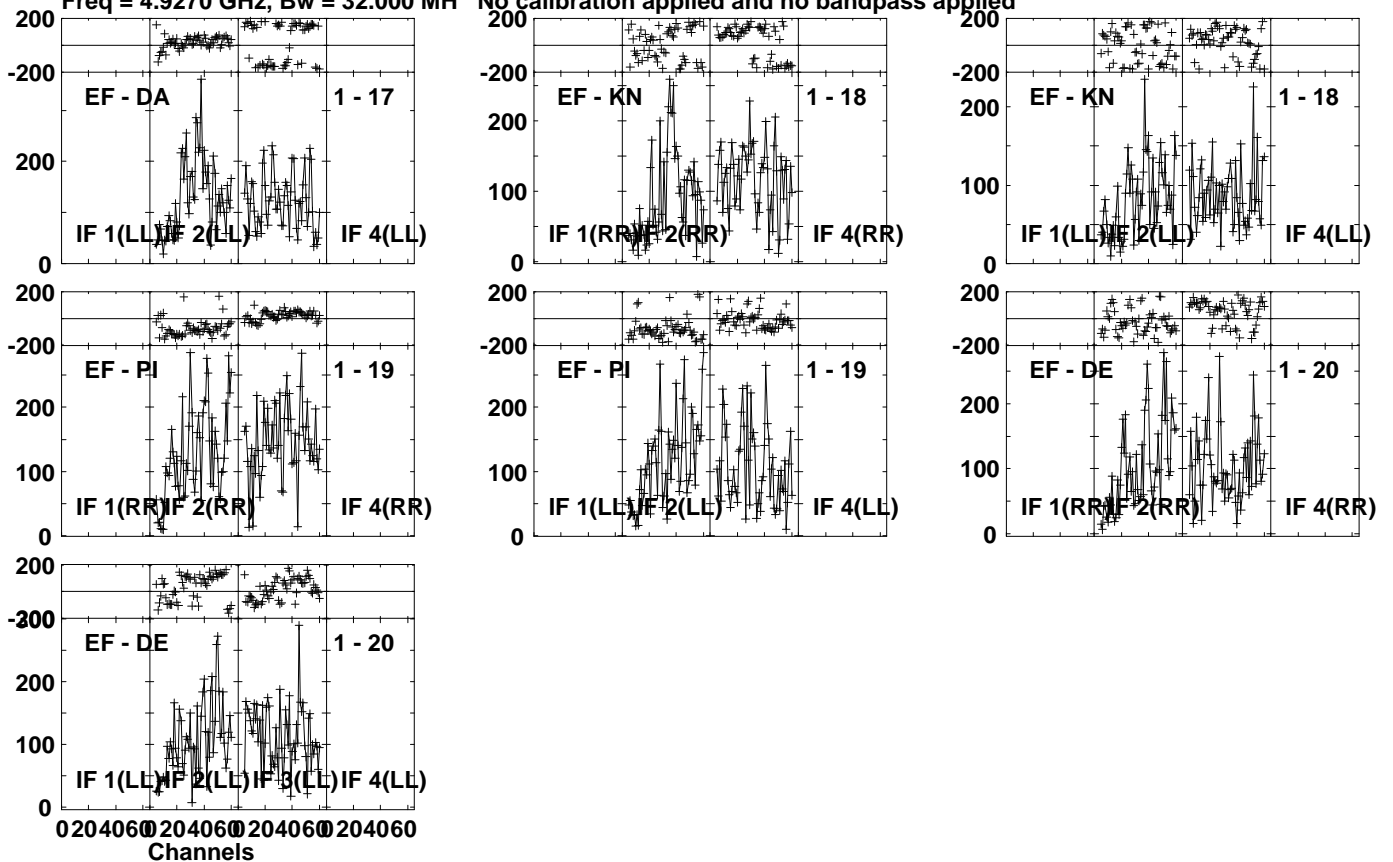 Freq = 4.9270 GHz, Bw = 32.000 MH No calibration applied and no bandpass applied
200
-200
EF - DA 1 - 17
200
0
IF 1(LL) IF 2(LL) IF 4(LL)
EF - KN 1 - 18
200
100
0
IF 1(RR) IF 2(RR) IF 4(RR)
200
-200
EF - KN 1 - 18
200
100
0
IF 1(LL) IF 2(LL) IF 4(LL)
200
-200
EF - PI 1 - 19
200
100
0
IF 1(RR) IF 2(RR) IF 4(RR)
EF - PI 1 - 19
200
100
0
IF 1(LL) IF 2(LL) IF 4(LL)
200
-200
EF - DE 1 - 20
200
100
0
IF 1(RR) IF 2(RR) IF 4(RR)
200
EF - DE 1 - 20
200
100
0
IF 1(LL) IF 2(LL) IF 3(LL) IF 4(LL)
0 20 40 60 0 20 40 60 0 20 40 60 0 20 40 60
Channels